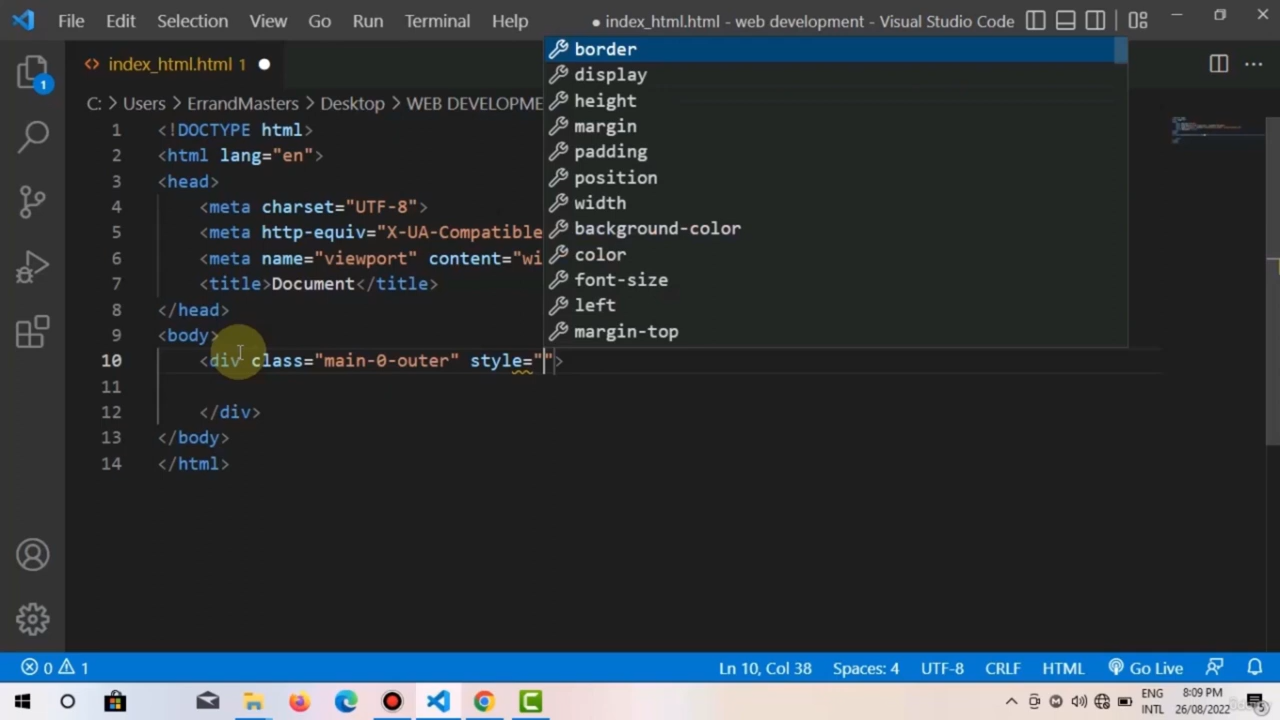 File Edit Selection View Go Run Terminal Help
● index_html.html - web development - Visual Studio Code
<> index_html.html 1 ●
1
C: > Users > ErrandMasters > Desktop > WEB DEVELOPME
1 <!DOCTYPE html>
2 <html lang="en">
3 <head>
4 <meta charset="UTF-8">
5 <meta http-equiv="X-UA-Compatible
6 <meta name="viewport" content="wi
7 <title>Document</title>
8 </head>
9 <body>
10 <div class="main-0-outer" style="">
11
12 </div>
13 </body>
14 </html>
border
display
height
margin
padding
position
width
background-color
color
font-size
left
margin-top
0 1
Ln 10, Col 38 Spaces: 4 UTF-8 CRLF HTML Go Live
ENG 8:09 PM
INTL 26/08/2022 5